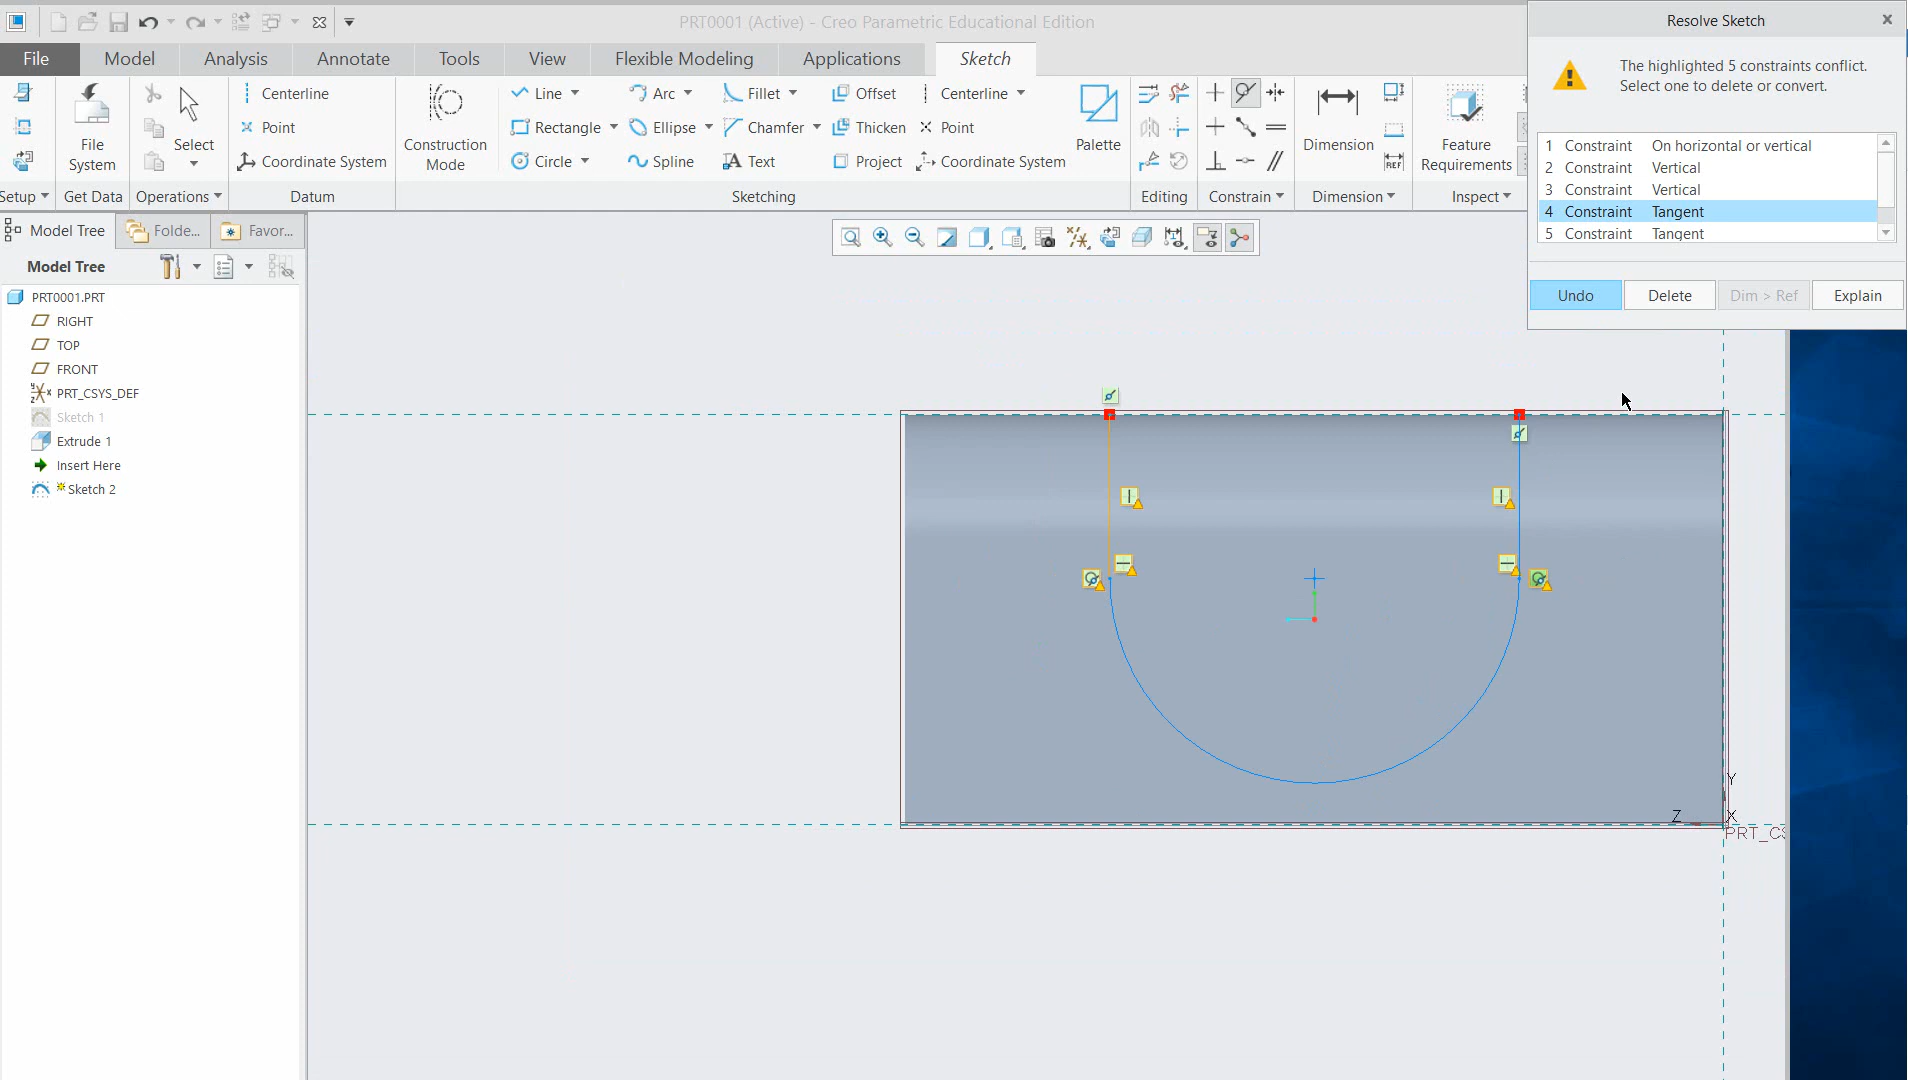 PRT0001 (Active) - Creo Parametric Educational Edition
File Model Analysis Annotate Tools View Flexible Modeling Applications Sketch
Centerline
Point
Coordinate System
File
System
Select
Construction
Mode
Line
Arc
Fillet
Offset
Centerline
Rectangle
Ellipse
Chamfer
Thicken
Point
Circle
Spline
Text
Project
Coordinate System
Palette
Dimension
REF
Feature
Requirements
Setup Get Data Operations Datum Sketching Editing Constrain Dimension Inspect
Resolve Sketch
The highlighted 5 constraints conflict.
Select one to delete or convert.
1 Constraint On horizontal or vertical
2 Constraint Vertical
3 Constraint Vertical
4 Constraint Tangent
5 Constraint Tangent
Undo Delete Dim > Ref Explain
Model Tree Folde... Favor...
Model Tree
PRT0001.PRT
RIGHT
TOP
FRONT
PRT_CSYS_DEF
Sketch 1
Extrude 1
Insert Here
Sketch 2
Y
Z X
PRT_CS